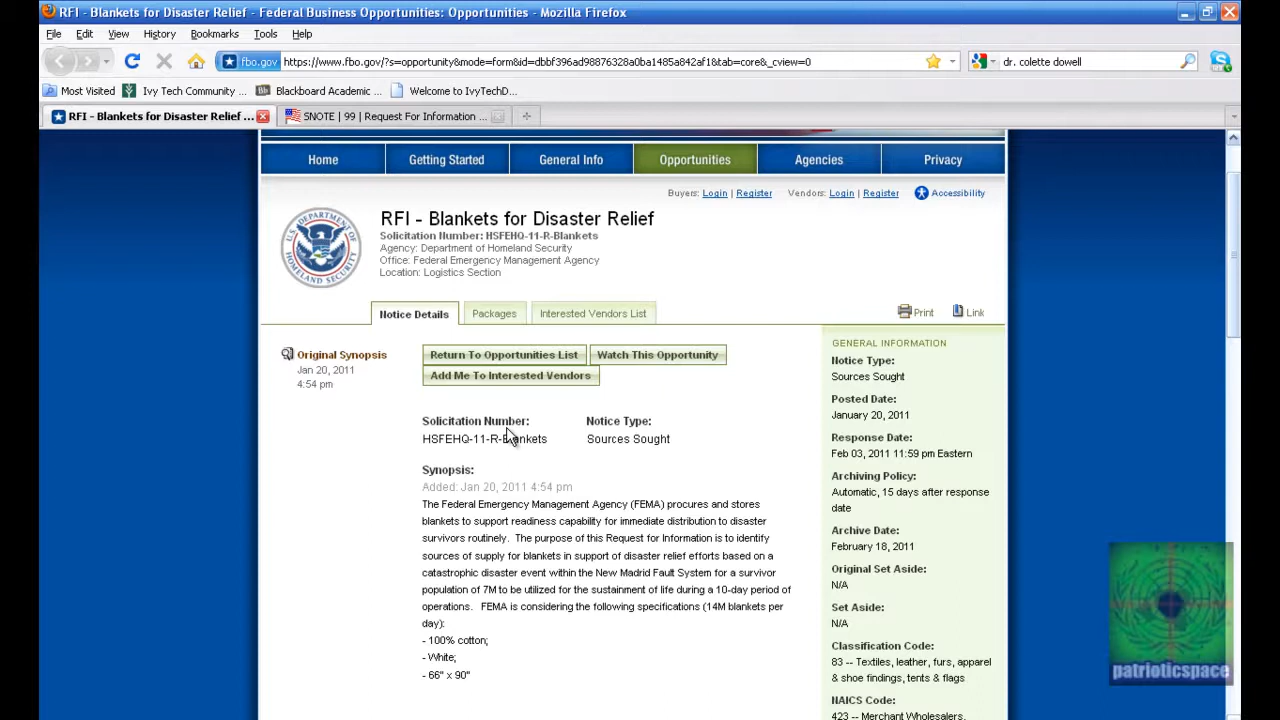 RFI - Blankets for Disaster Relief - Federal Business Opportunities: Opportunities - Mozilla Firefox
File Edit View History Bookmarks Tools Help
fbo.gov https://www.fbo.gov/?s=opportunity&mode=form&id=dbbf396ad98876328a0ba1485a842af1&tab=core&_cview=0 dr. colette dowell
Most Visited Ivy Tech Community ... Blackboard Academic ... Welcome to IvyTechD...
RFI - Blankets for Disaster Relief ... SNOTE | 99 | Request For Information ...
Home Getting Started General Info Opportunities Agencies Privacy
Buyers: Login | Register Vendors: Login | Register Accessibility
U.S. DEPARTMENT OF HOMELAND SECURITY
RFI - Blankets for Disaster Relief
Solicitation Number: HSFEHQ-11-R-Blankets
Agency: Department of Homeland Security
Office: Federal Emergency Management Agency
Location: Logistics Section
Notice Details Packages Interested Vendors List Print Link
Original Synopsis
Jan 20, 2011
4:54 pm
Return To Opportunities List Watch This Opportunity
Add Me To Interested Vendors
Solicitation Number: Notice Type:
HSFEHQ-11-R-Blankets Sources Sought
Synopsis:
Added: Jan 20, 2011 4:54 pm
The Federal Emergency Management Agency (FEMA) procures and stores
blankets to support readiness capability for immediate distribution to disaster
survivors routinely. The purpose of this Request for Information is to identify
sources of supply for blankets in support of disaster relief efforts based on a
catastrophic disaster event within the New Madrid Fault System for a survivor
population of 7M to be utilized for the sustainment of life during a 10-day period of
operations. FEMA is considering the following specifications (14M blankets per
day):
- 100% cotton;
- White;
- 66" x 90"
GENERAL INFORMATION
Notice Type:
Sources Sought
Posted Date:
January 20, 2011
Response Date:
Feb 03, 2011 11:59 pm Eastern
Archiving Policy:
Automatic, 15 days after response
date
Archive Date:
February 18, 2011
Original Set Aside:
N/A
Set Aside:
N/A
Classification Code:
83 -- Textiles, leather, furs, apparel
& shoe findings, tents & flags
NAICS Code:
423 -- Merchant Wholesalers,
patrioticspace